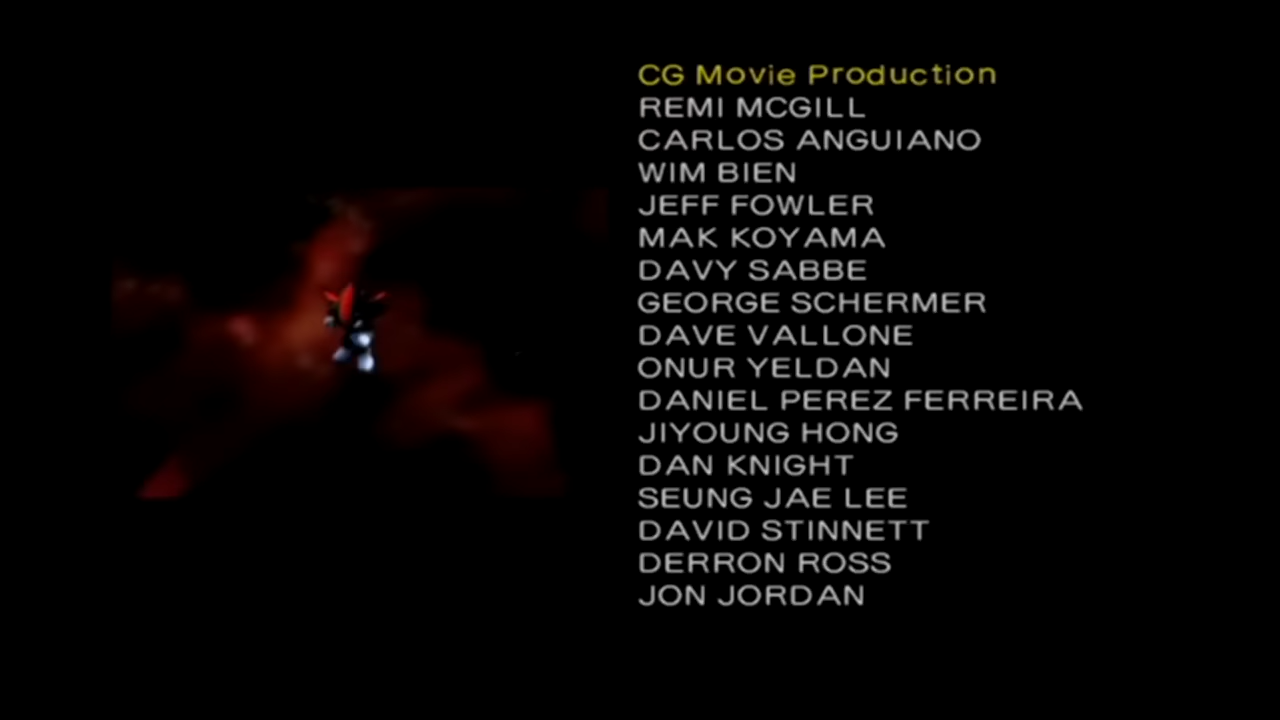 CG Movie Production
REMI MCGILL
CARLOS ANGUIANO
WIM BIEN
JEFF FOWLER
MAK KOYAMA
DAVY SABBE
GEORGE SCHERMER
DAVE VALLONE
ONUR YELDAN
DANIEL PEREZ FERREIRA
JIYOUNG HONG
DAN KNIGHT
SEUNG JAE LEE
DAVID STINNETT
DERRON ROSS
JON JORDAN